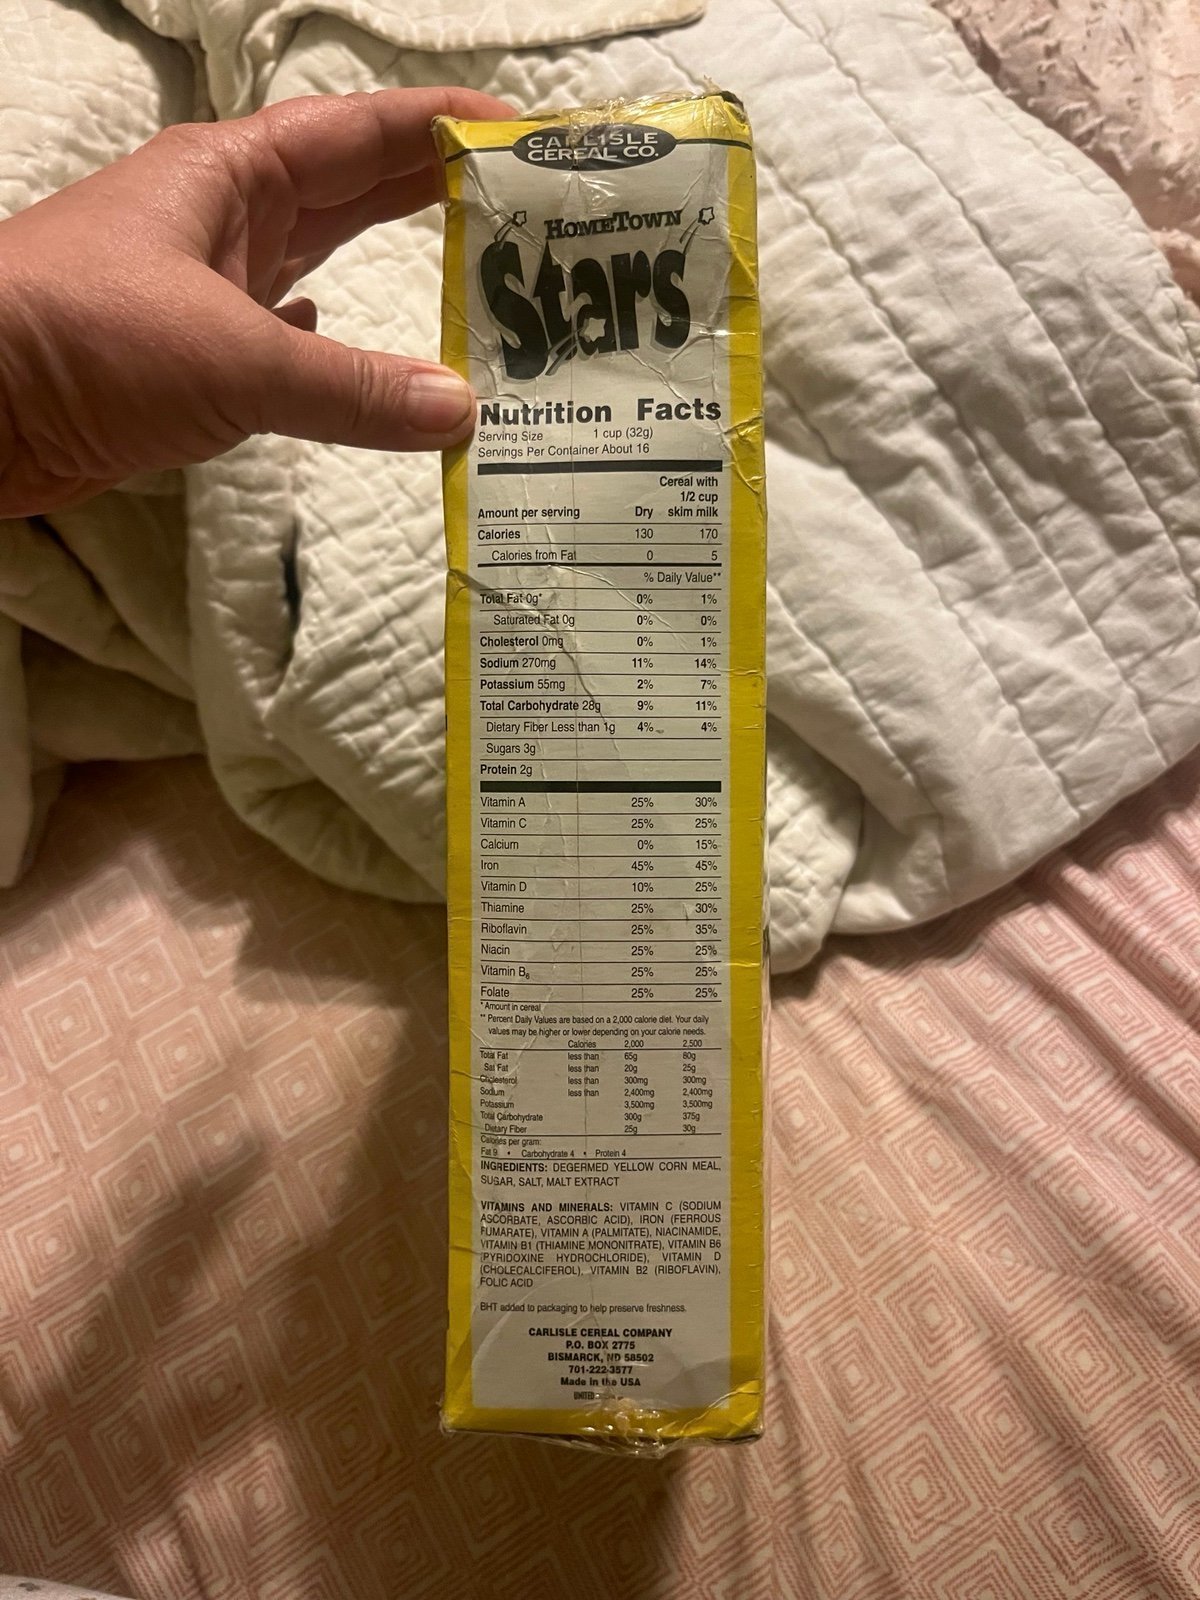 CARLISLE
CEREAL CO.
HOMETOWN
Stars
Nutrition Facts
Serving Size 1 cup (32g)
Servings Per Container About 16
Cereal with
1/2 cup
Amount per serving Dry skim milk
Calories 130 170
Calories from Fat 0 5
% Daily Value**
Total Fat 0g* 0% 1%
Saturated Fat 0g 0% 0%
Cholesterol 0mg 0% 1%
Sodium 270mg 11% 14%
Potassium 55mg 2% 7%
Total Carbohydrate 28g 9% 11%
Dietary Fiber Less than 1g 4% 4%
Sugars 3g
Protein 2g
Vitamin A 25% 30%
Vitamin C 25% 25%
Calcium 0% 15%
Iron 45% 45%
Vitamin D 10% 25%
Thiamine 25% 30%
Riboflavin 25% 35%
Niacin 25% 25%
Vitamin B6 25% 25%
Folate 25% 25%
* Amount in cereal
** Percent Daily Values are based on a 2,000 calorie diet. Your daily
values may be higher or lower depending on your calorie needs.
Calories 2,000 2,500
Total Fat less than 65g 80g
Sat Fat less than 20g 25g
Cholesterol less than 300mg 300mg
Sodium less than 2,400mg 2,400mg
Potassium 3,500mg 3,500mg
Total Carbohydrate 300g 375g
Dietary Fiber 25g 30g
Calories per gram:
Fat 9 • Carbohydrate 4 • Protein 4
INGREDIENTS: DEGERMED YELLOW CORN MEAL,
SUGAR, SALT, MALT EXTRACT
VITAMINS AND MINERALS: VITAMIN C (SODIUM
ASCORBATE, ASCORBIC ACID), IRON (FERROUS
FUMARATE), VITAMIN A (PALMITATE), NIACINAMIDE,
VITAMIN B1 (THIAMINE MONONITRATE), VITAMIN B6
(PYRIDOXINE HYDROCHLORIDE), VITAMIN D
(CHOLECALCIFEROL), VITAMIN B2 (RIBOFLAVIN),
FOLIC ACID
BHT added to packaging to help preserve freshness.
CARLISLE CEREAL COMPANY
P.O. BOX 2775
BISMARCK, ND 58502
701-222-3577
Made in the USA
UNITED